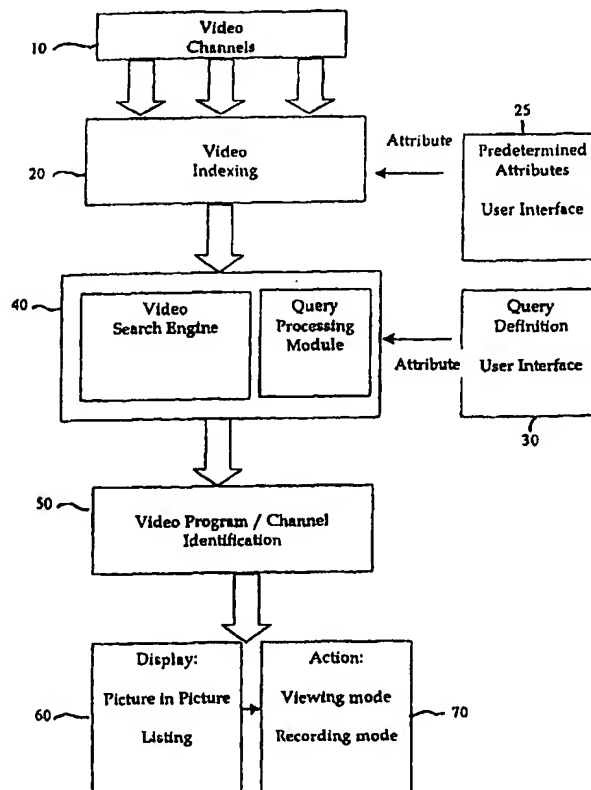 10
Video
Channels
20
Video
Indexing
Attribute
25
Predetermined
Attributes
User Interface
40
Video
Search Engine
Query
Processing
Module
Attribute
Query
Definition
User Interface
30
50
Video Program / Channel
Identification
60
Display:
Picture in Picture
Listing
Action:
Viewing mode
Recording mode
70